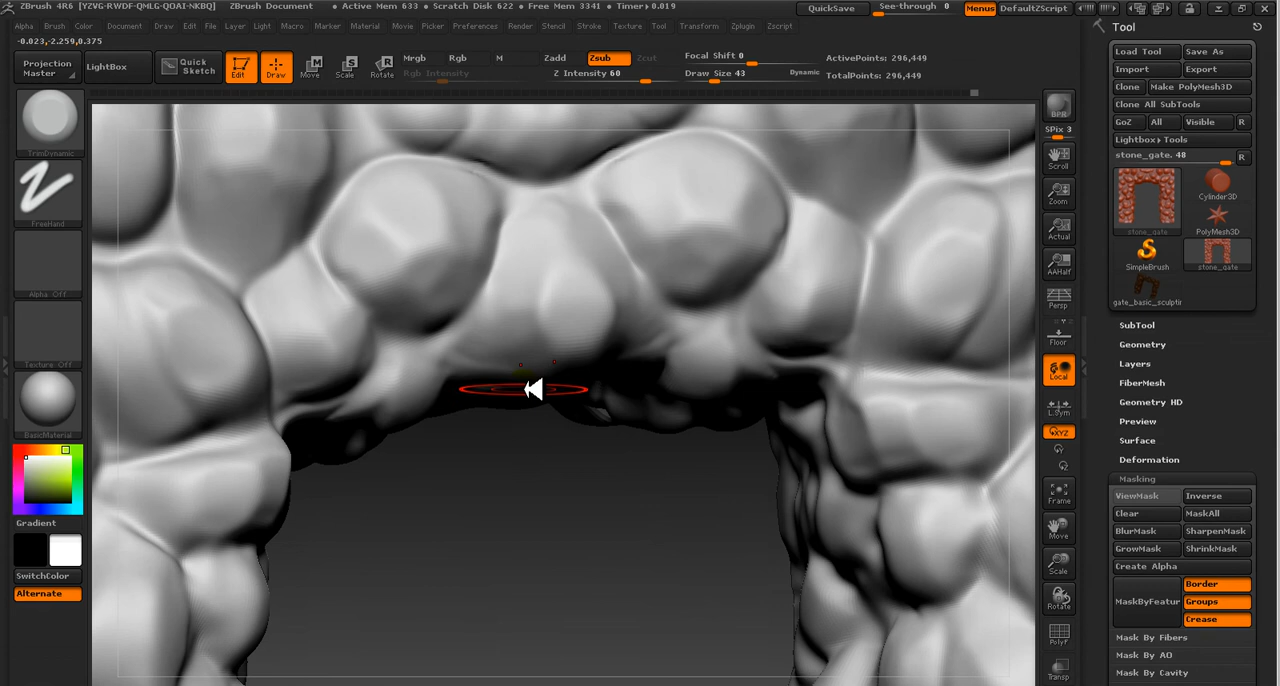 ZBrush 4R6 [YZVG-RWDF-QMLG-QOAI-NKBQ] ZBrush Document • Active Mem 633 • Scratch Disk 622 • Free Mem 3341 • Timer▸0.019 QuickSave See-through 0 Menus DefaultZScript
Alpha Brush Color Document Draw Edit File Layer Light Macro Marker Material Movie Picker Preferences Render Stencil Stroke Texture Tool Transform Zplugin Zscript
Tool
-0.023,-2.259,0.375
Projection Master
LightBox
Quick Sketch
Edit
Draw
Move
Scale
Rotate
Mrgb Rgb M
Rgb Intensity
Zadd Zsub Zcut
Z Intensity 60
Focal Shift 0
Draw Size 43 Dynamic
ActivePoints: 296,449
TotalPoints: 296,449
TrimDynamic
FreeHand
Alpha Off
Texture Off
BasicMaterial
Gradient
SwitchColor
Alternate
BPR
SPix 3
Scroll
Zoom
Actual
AAHalf
Persp
Floor
Local
L.Sym
XYZ
Frame
Move
Scale
Rotate
PolyF
Transp
Load Tool Save As
Import Export
Clone Make PolyMesh3D
Clone All SubTools
GoZ All Visible R
Lightbox▸Tools
stone_gate. 48 R
stone_gate
Cylinder3D
PolyMesh3D
SimpleBrush
stone_gate
gate_basic_sculptir
SubTool
Geometry
Layers
FiberMesh
Geometry HD
Preview
Surface
Deformation
Masking
ViewMask Inverse
Clear MaskAll
BlurMask SharpenMask
GrowMask ShrinkMask
Create Alpha
MaskByFeatur
Border
Groups
Crease
Mask By Fibers
Mask By AO
Mask By Cavity